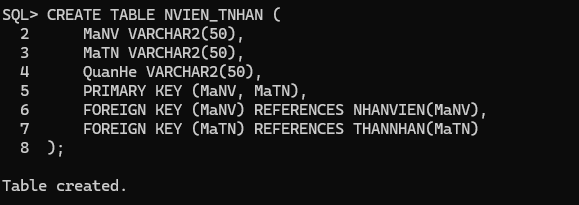 SQL> CREATE TABLE NVIEN_TNHAN (
  2      MaNV VARCHAR2(50),
  3      MaTN VARCHAR2(50),
  4      QuanHe VARCHAR2(50),
  5      PRIMARY KEY (MaNV, MaTN),
  6      FOREIGN KEY (MaNV) REFERENCES NHANVIEN(MaNV),
  7      FOREIGN KEY (MaTN) REFERENCES THANNHAN(MaTN)
  8  );
Table created.